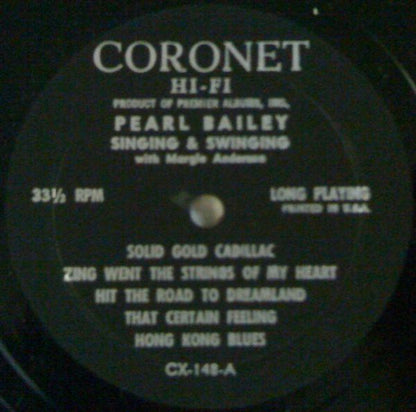 CORONET
HI-FI
PRODUCT OF PREMIER ALBUMS, INC.
PEARL BAILEY
SINGING & SWINGING
with Margie Anderson
33⅓ RPM
LONG PLAYING
PRINTED IN U.S.A.
SOLID GOLD CADILLAC
ZING WENT THE STRINGS OF MY HEART
HIT THE ROAD TO DREAMLAND
THAT CERTAIN FEELING
HONG KONG BLUES
CX-148-A